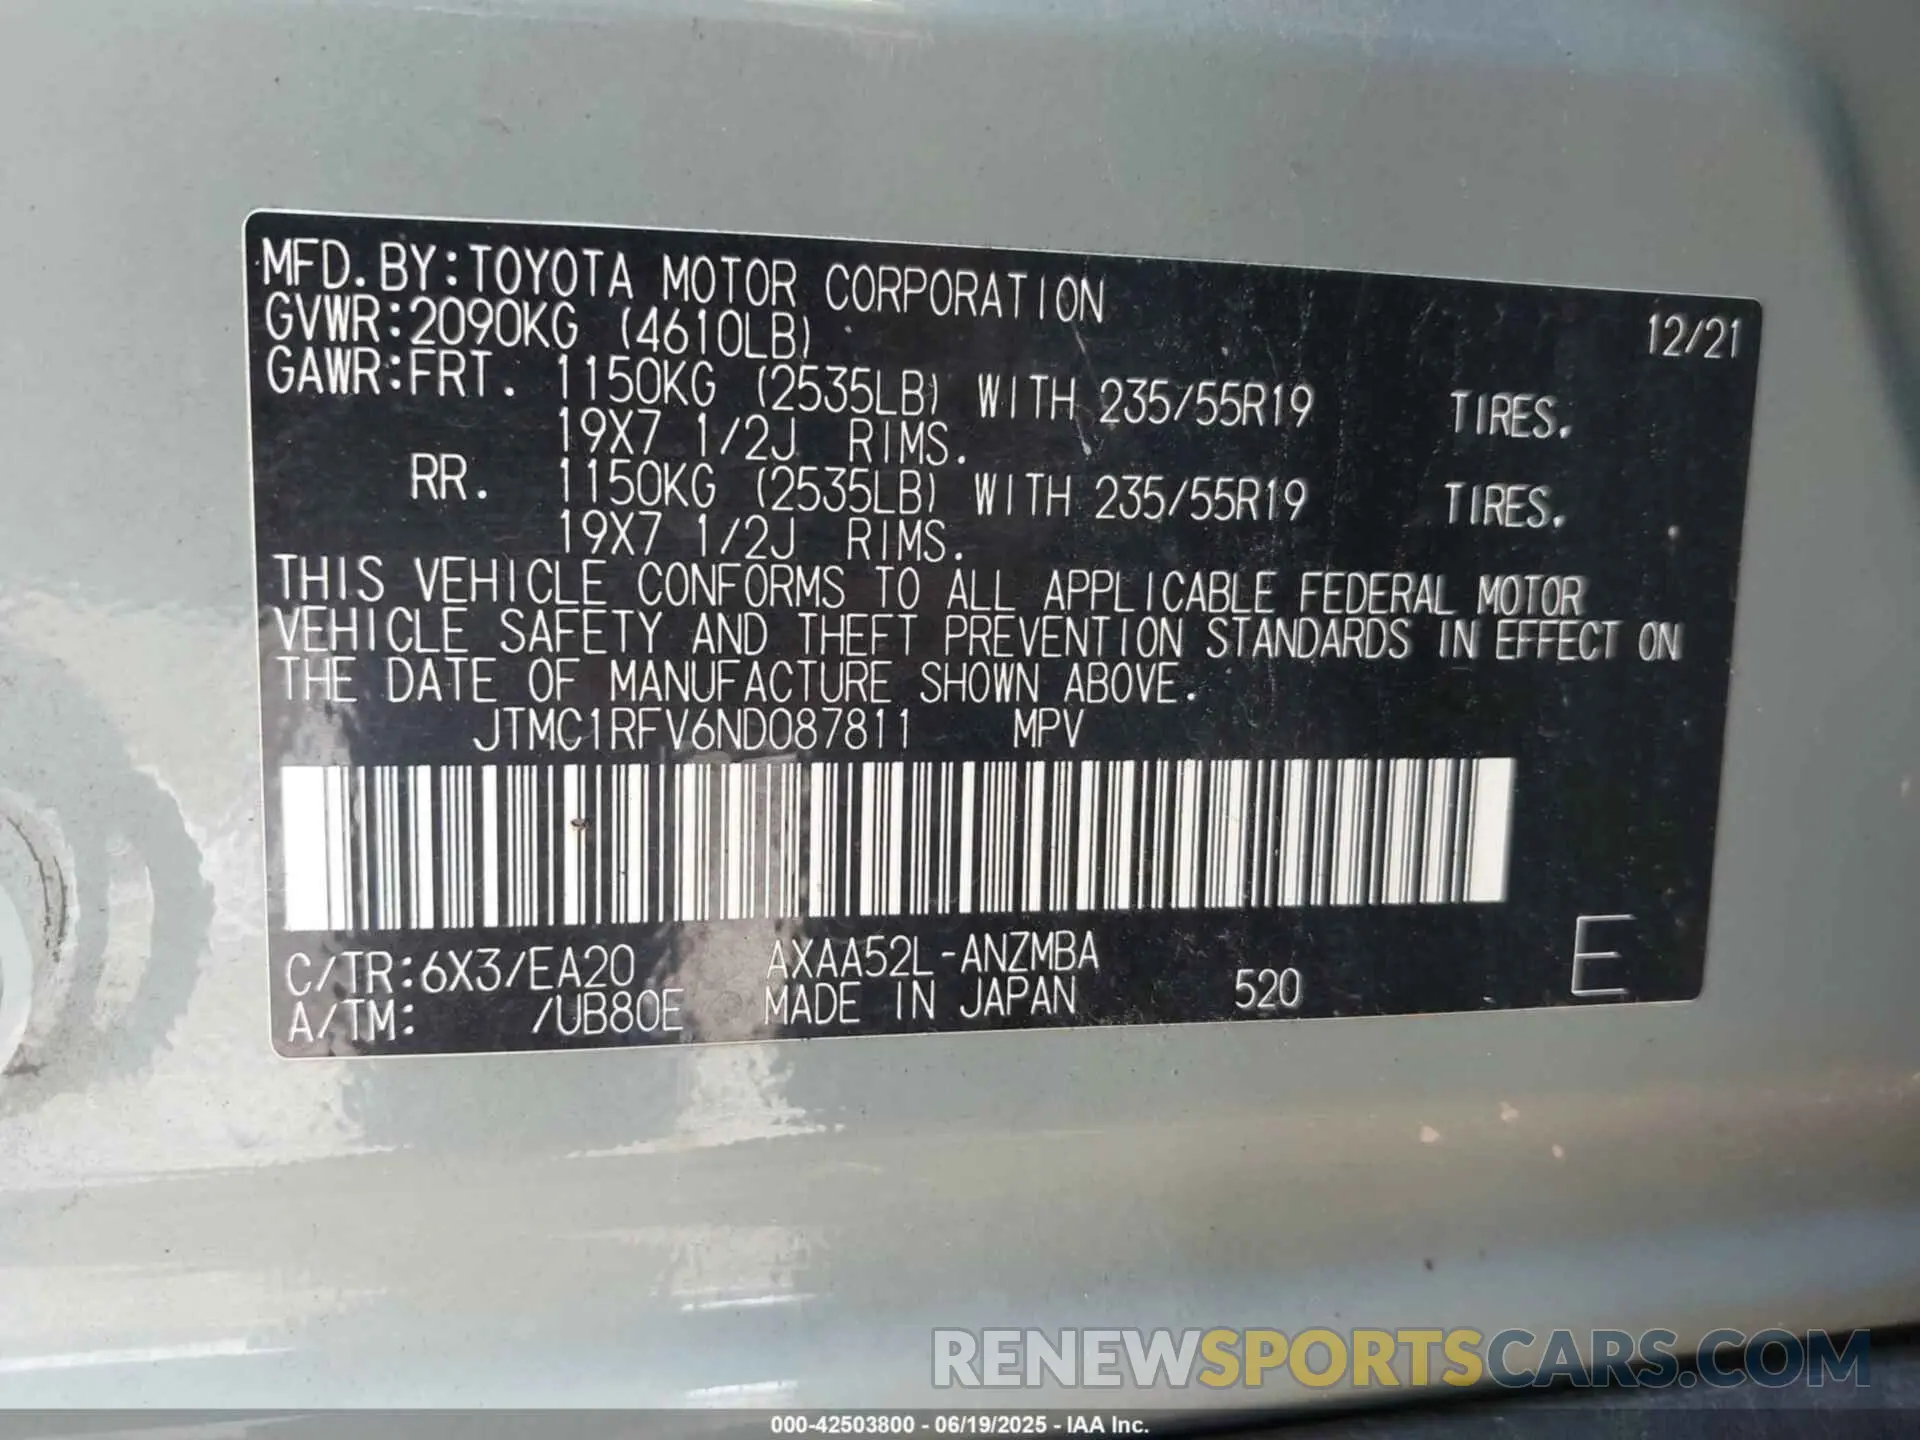 MFD. BY: TOYOTA MOTOR CORPORATION 12/21
GVWR: 2090KG (4610LB)
GAWR: FRT. 1150KG (2535LB) WITH 235/55R19 TIRES.
19X7 1/2J RIMS.
RR. 1150KG (2535LB) WITH 235/55R19 TIRES.
19X7 1/2J RIMS.
THIS VEHICLE CONFORMS TO ALL APPLICABLE FEDERAL MOTOR
VEHICLE SAFETY AND THEFT PREVENTION STANDARDS IN EFFECT ON
THE DATE OF MANUFACTURE SHOWN ABOVE.
JTMC1RFV6ND087811 MPV
C/TR: 6X3/EA20 AXAA52L-ANZMBA
A/TM: /UB80E MADE IN JAPAN 520 E
RENEWSPORTSCARS.COM
000-42503800 - 06/19/2025 - IAA Inc.